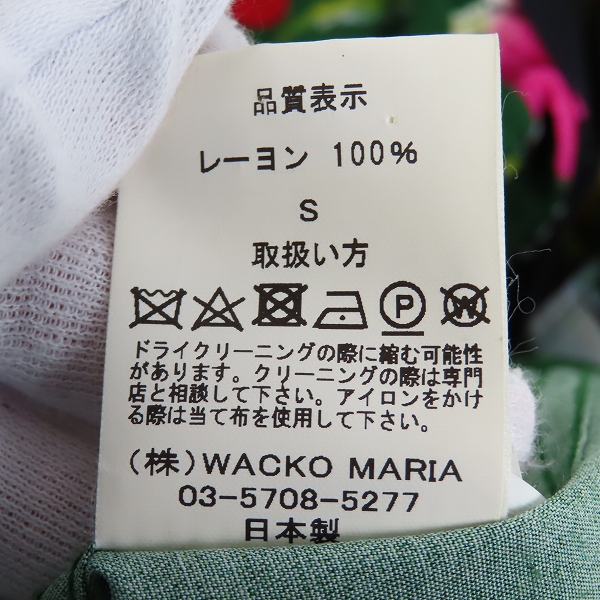 品質表示
レーヨン 100%
S
取扱い方
P W
ドライクリーニングの際に縮む可能性
があります。クリーニングの際は専門
店と相談して下さい。アイロンをかけ
る際は当て布を使用して下さい。
(株)WACKO MARIA
03-5708-5277
日本製